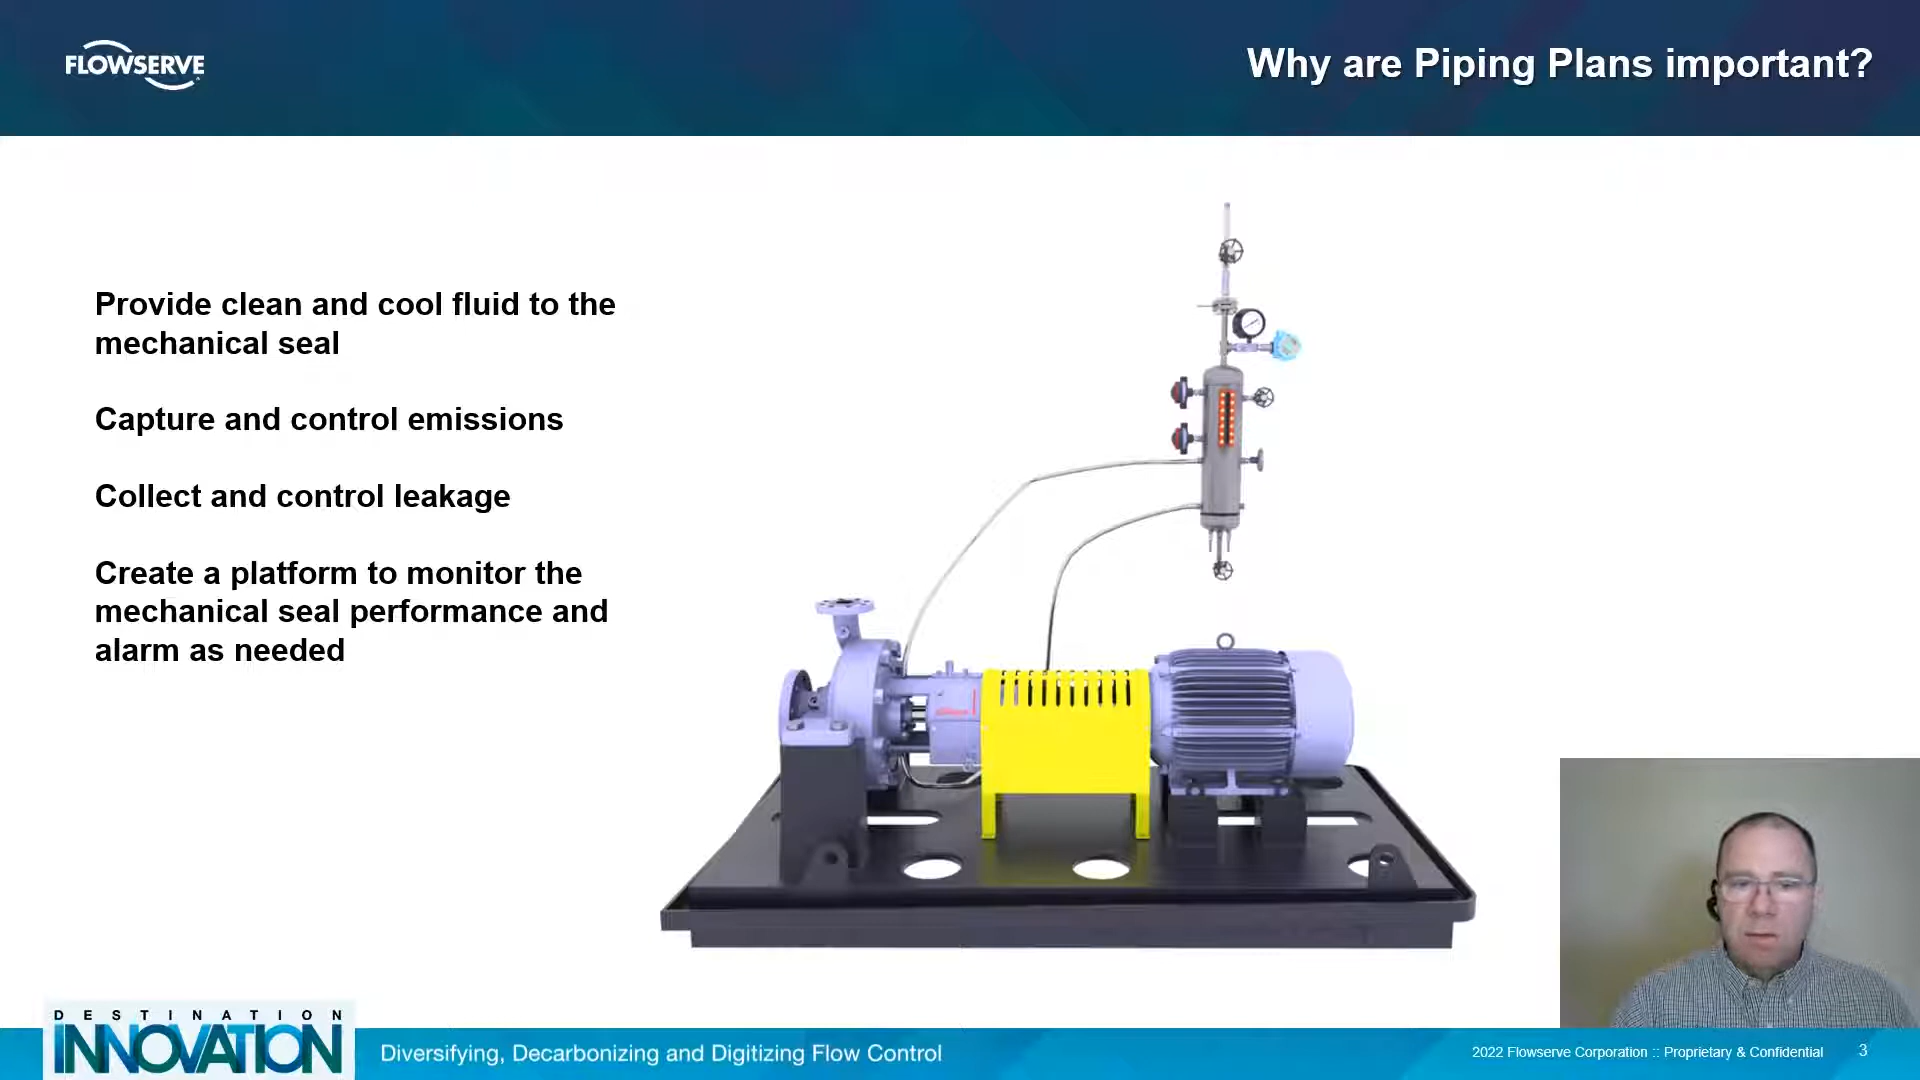 FLOWSERVE
Why are Piping Plans important?
Provide clean and cool fluid to the
mechanical seal
Capture and control emissions
Collect and control leakage
Create a platform to monitor the
mechanical seal performance and
alarm as needed
DESTINATION
INNOVATION
Diversifying, Decarbonizing and Digitizing Flow Control
2022 Flowserve Corporation :: Proprietary & Confidential
3